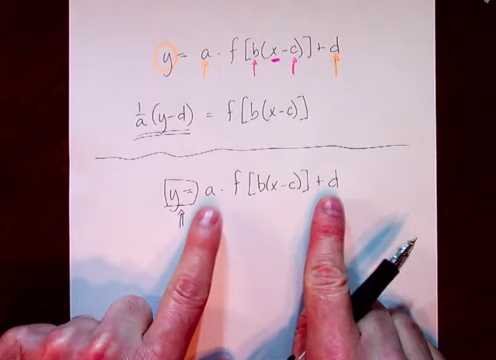 y = a · f [b(x-c)] + d
1/a (y-d) = f [b(x-c)]
y = a · f [b(x-c)] + d